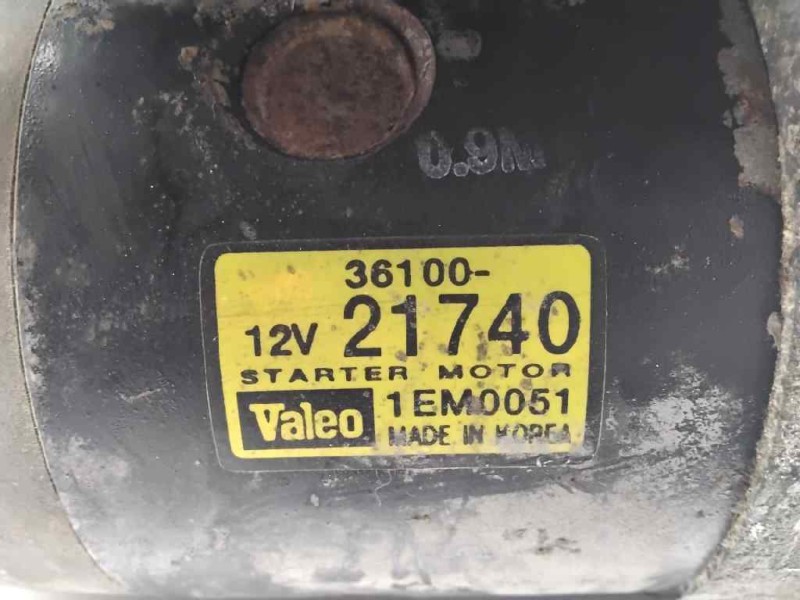 0.9M
36100-
12V 21740
STARTER MOTOR
Valeo 1EM0051
MADE IN KOREA